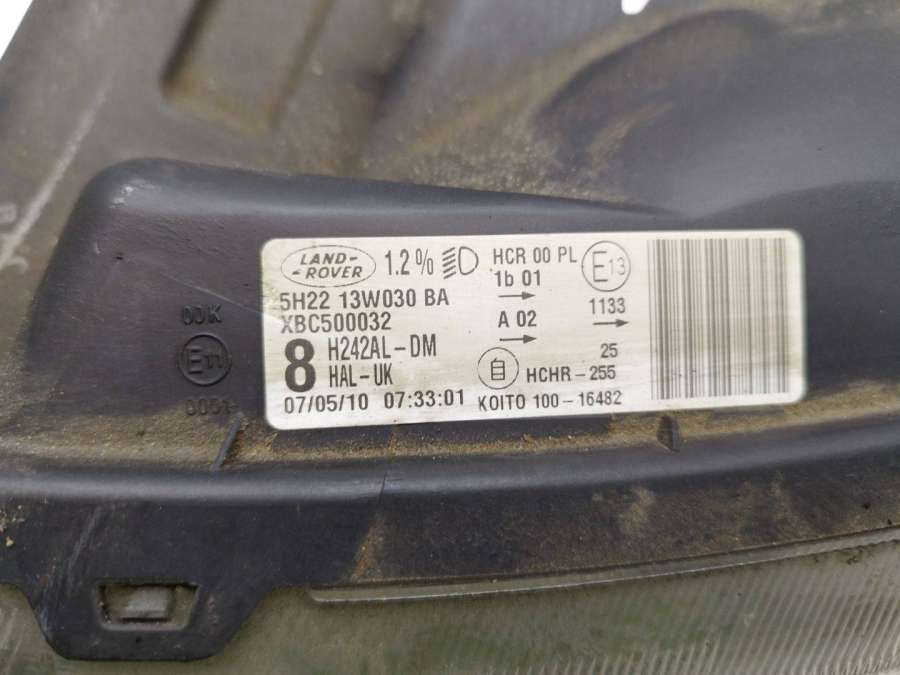 LAND-
-ROVER
1.2%
HCR 00 PL
E13
1b 01
5H22 13W030 BA
XBC500032
A 02
1133
8
H242AL-DM
HAL-UK
25
HCHR-255
07/05/10 07:33:01
KOITO 100-16482
E11